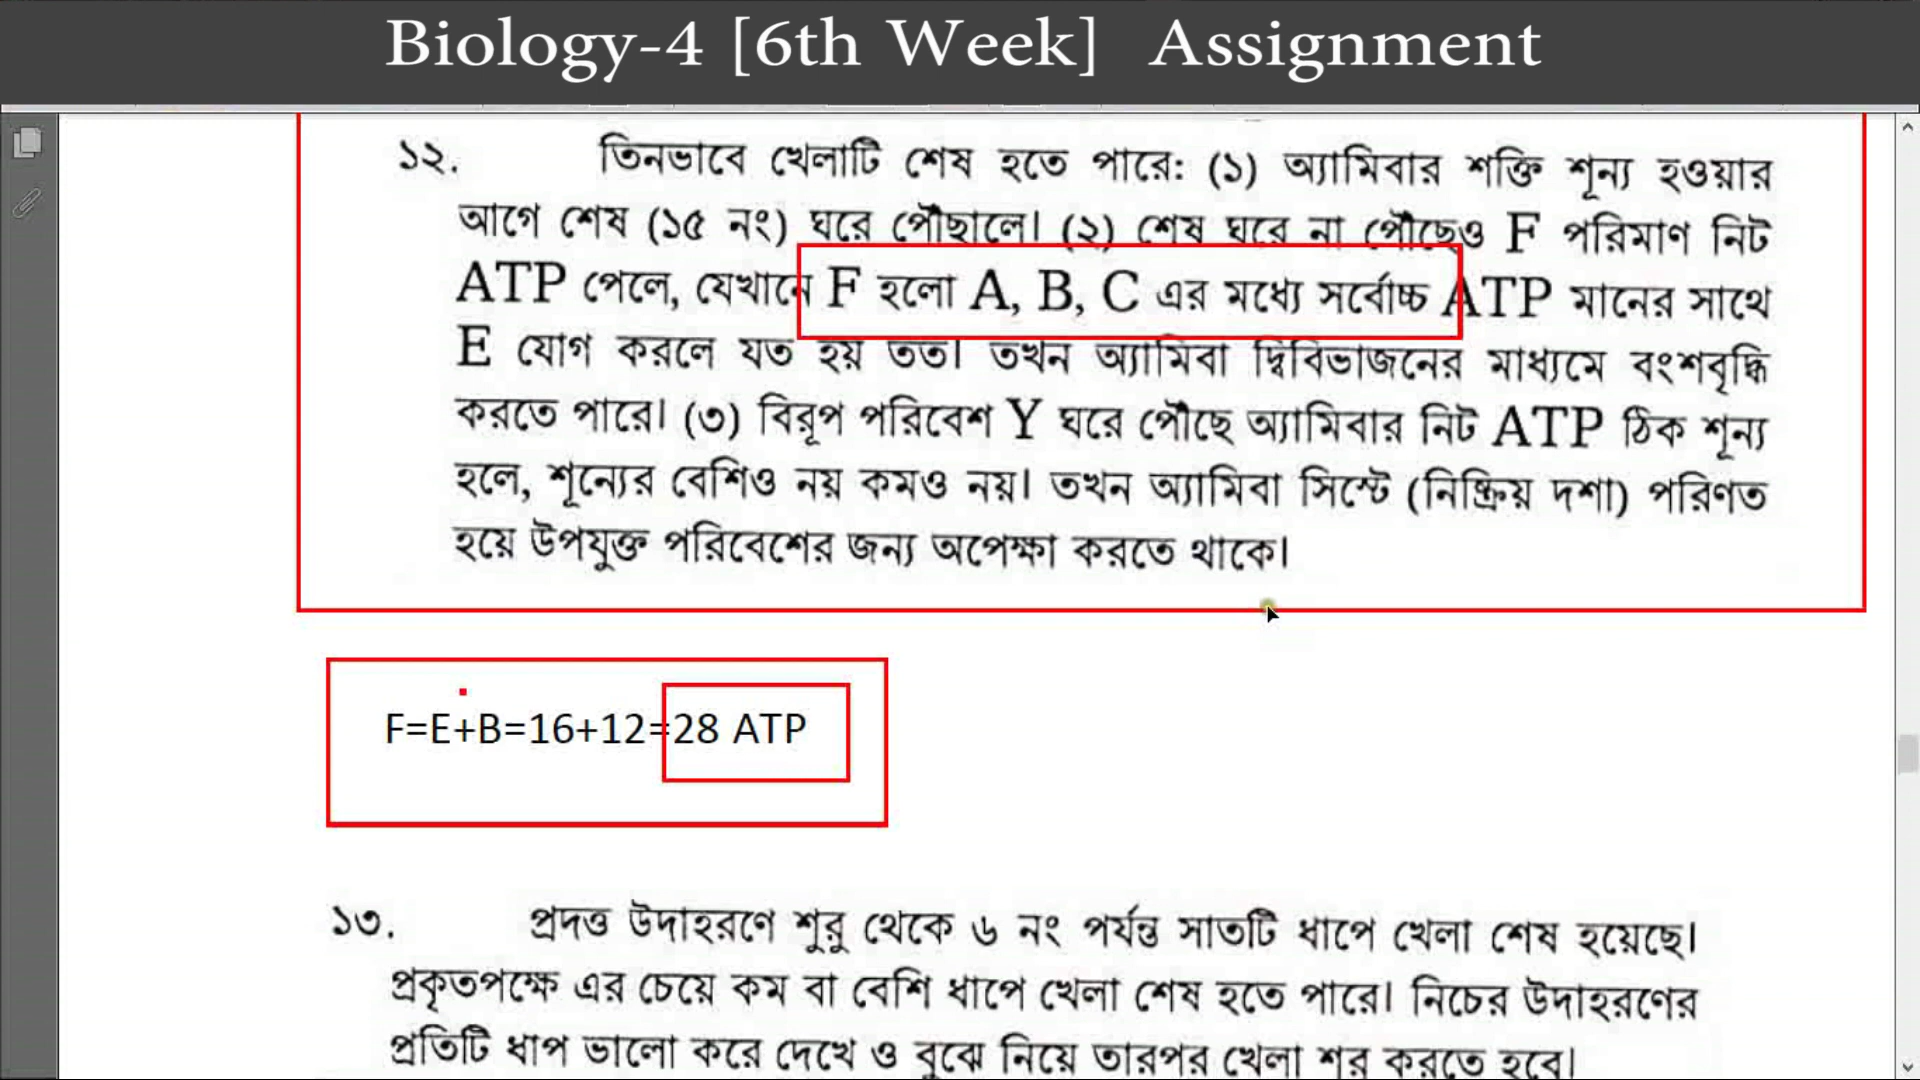 Biology-4 [6th Week] Assignment
১২. তিনভাবে খেলাটি শেষ হতে পারে: (১) অ্যামিবার শক্তি শূন্য হওয়ার
আগে শেষ (১৫ নং) ঘরে পৌঁছালে। (২) শেষ ঘরে না পৌঁছেও F পরিমাণ নিট
ATP পেলে, যেখানে F হলো A, B, C এর মধ্যে সর্বোচ্চ ATP মানের সাথে
E যোগ করলে যত হয় তত। তখন অ্যামিবা দ্বিবিভাজনের মাধ্যমে বংশবৃদ্ধি
করতে পারে। (৩) বিরূপ পরিবেশ Y ঘরে পৌঁছে অ্যামিবার নিট ATP ঠিক শূন্য
হলে, শূন্যের বেশিও নয় কমও নয়। তখন অ্যামিবা সিস্টে (নিষ্ক্রিয় দশা) পরিণত
হয়ে উপযুক্ত পরিবেশের জন্য অপেক্ষা করতে থাকে।
F=E+B=16+12=28 ATP
১৩. প্রদত্ত উদাহরণে শুরু থেকে ৬ নং পর্যন্ত সাতটি ধাপে খেলা শেষ হয়েছে।
প্রকৃতপক্ষে এর চেয়ে কম বা বেশি ধাপে খেলা শেষ হতে পারে। নিচের উদাহরণের
প্রতিটি ধাপ ভালো করে দেখে ও বুঝে নিয়ে তারপর খেলা শুরু করতে হবে।